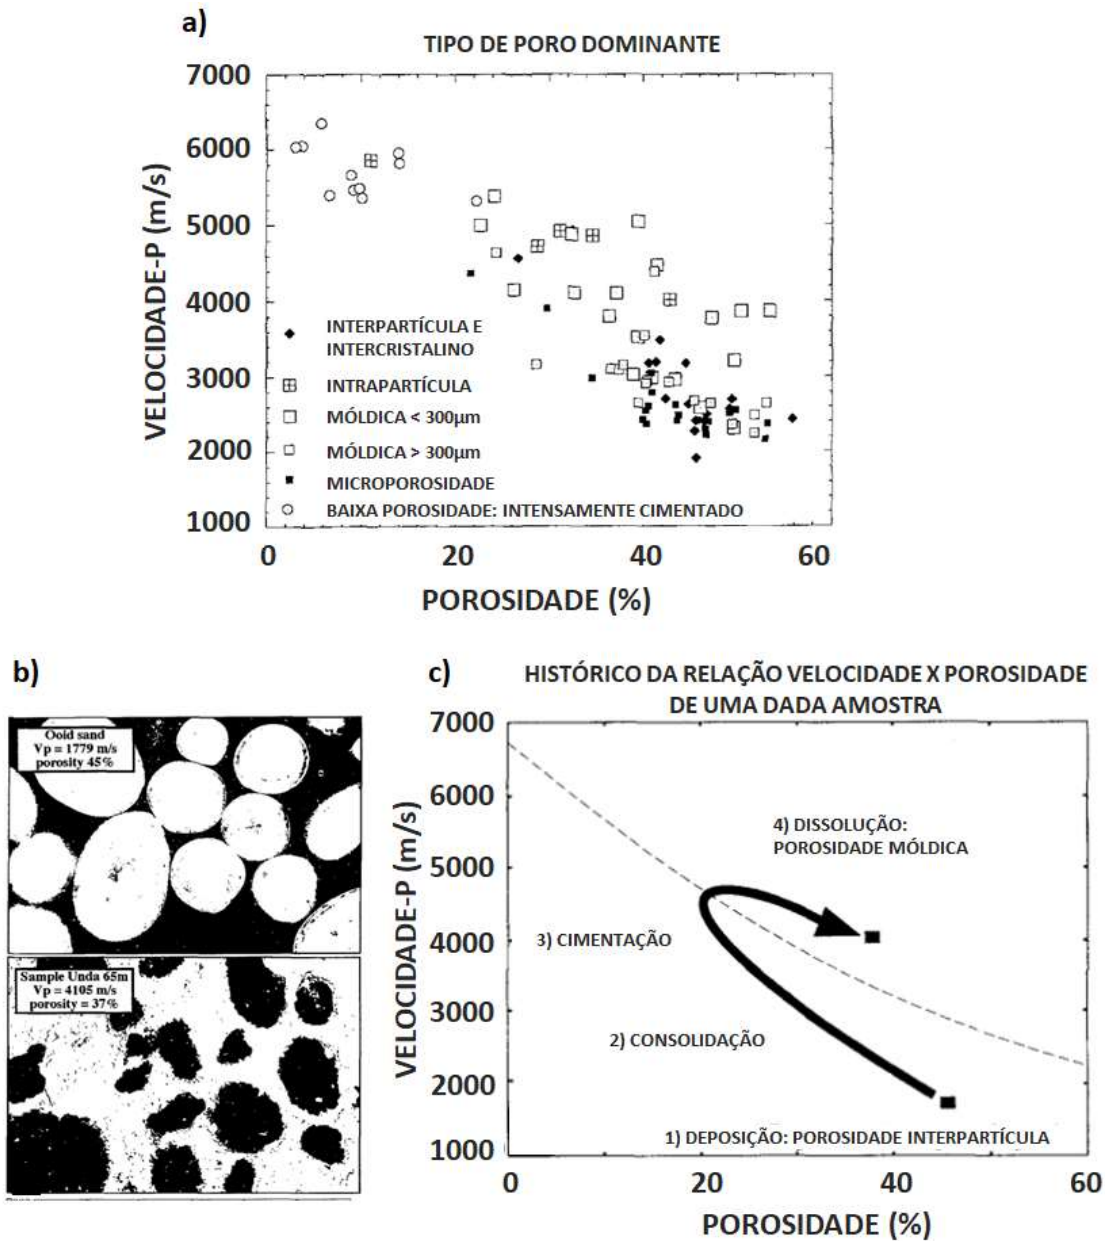 a)
TIPO DE PORO DOMINANTE
7000
6000
5000
4000
3000
2000
1000
VELOCIDADE-P (m/s)
INTERPARTÍCULA E
INTERCRISTALINO
INTRAPARTÍCULA
MÓLDICA < 300µm
MÓLDICA > 300µm
MICROPOROSIDADE
BAIXA POROSIDADE: INTENSAMENTE CIMENTADO
0
20
40
60
POROSIDADE (%)
b)
Ooid sand
Vp = 1779 m/s
porosity 45%
Sample Unda 65m
Vp = 4105 m/s
porosity = 37%
c)
HISTÓRICO DA RELAÇÃO VELOCIDADE X POROSIDADE
DE UMA DADA AMOSTRA
7000
6000
5000
4000
3000
2000
1000
VELOCIDADE-P (m/s)
4) DISSOLUÇÃO:
POROSIDADE MÓLDICA
3) CIMENTAÇÃO
2) CONSOLIDAÇÃO
1) DEPOSIÇÃO: POROSIDADE INTERPARTÍCULA
0
20
40
60
POROSIDADE (%)